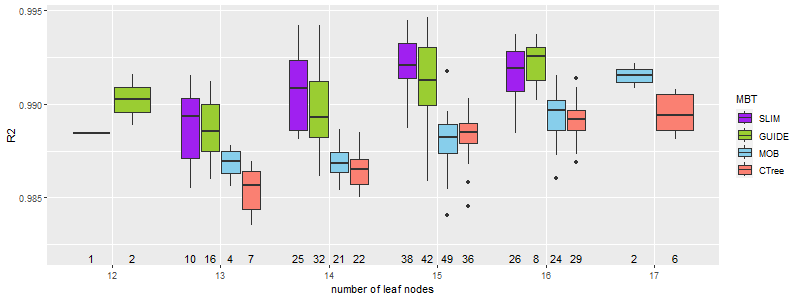 0.995
0.990
0.985
R2
1 2 10 16 4 7 25 32 21 22 38 42 49 36 26 8 24 29 2 6
12 13 14 15 16 17
number of leaf nodes
MBT
SLIM
GUIDE
MOB
CTree